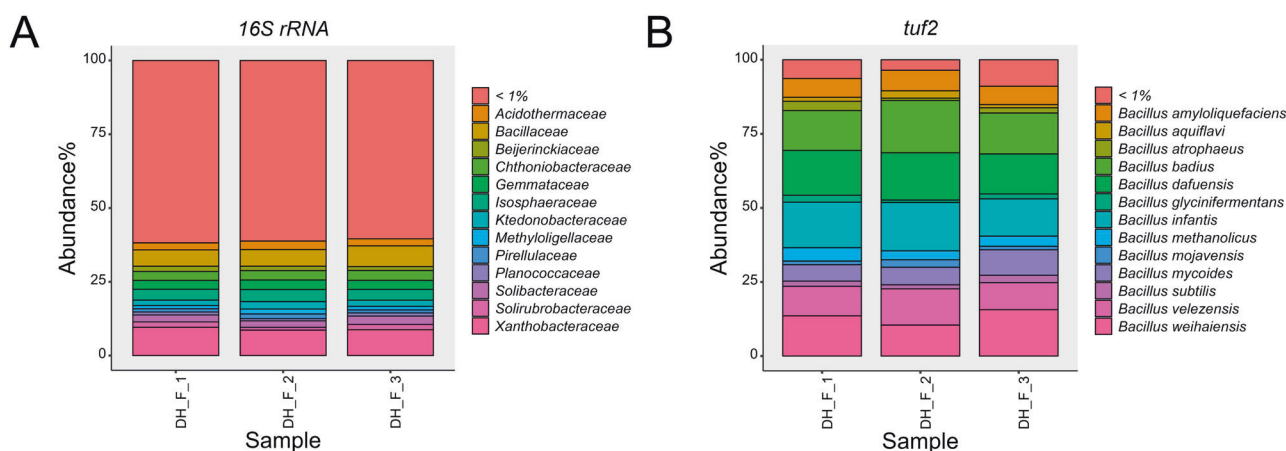 A
16S rRNA
Abundance%
100
75
50
25
0
DH_F_1
DH_F_2
DH_F_3
Sample
< 1%
Acidothermaceae
Bacillaceae
Beijerinckiaceae
Chthoniobacteraceae
Gemmataceae
Isosphaeraceae
Ktedonobacteraceae
Methyloligellaceae
Pirellulaceae
Planococcaceae
Solibacteraceae
Solirubrobacteraceae
Xanthobacteraceae
B
tuf2
Abundance%
100
75
50
25
0
DH_F_1
DH_F_2
DH_F_3
Sample
< 1%
Bacillus amyloliquefaciens
Bacillus aquiflavi
Bacillus atrophaeus
Bacillus badius
Bacillus dafuensis
Bacillus glycinifermentans
Bacillus infantis
Bacillus methanolicus
Bacillus mojavensis
Bacillus mycoides
Bacillus subtilis
Bacillus velezensis
Bacillus weihaiensis